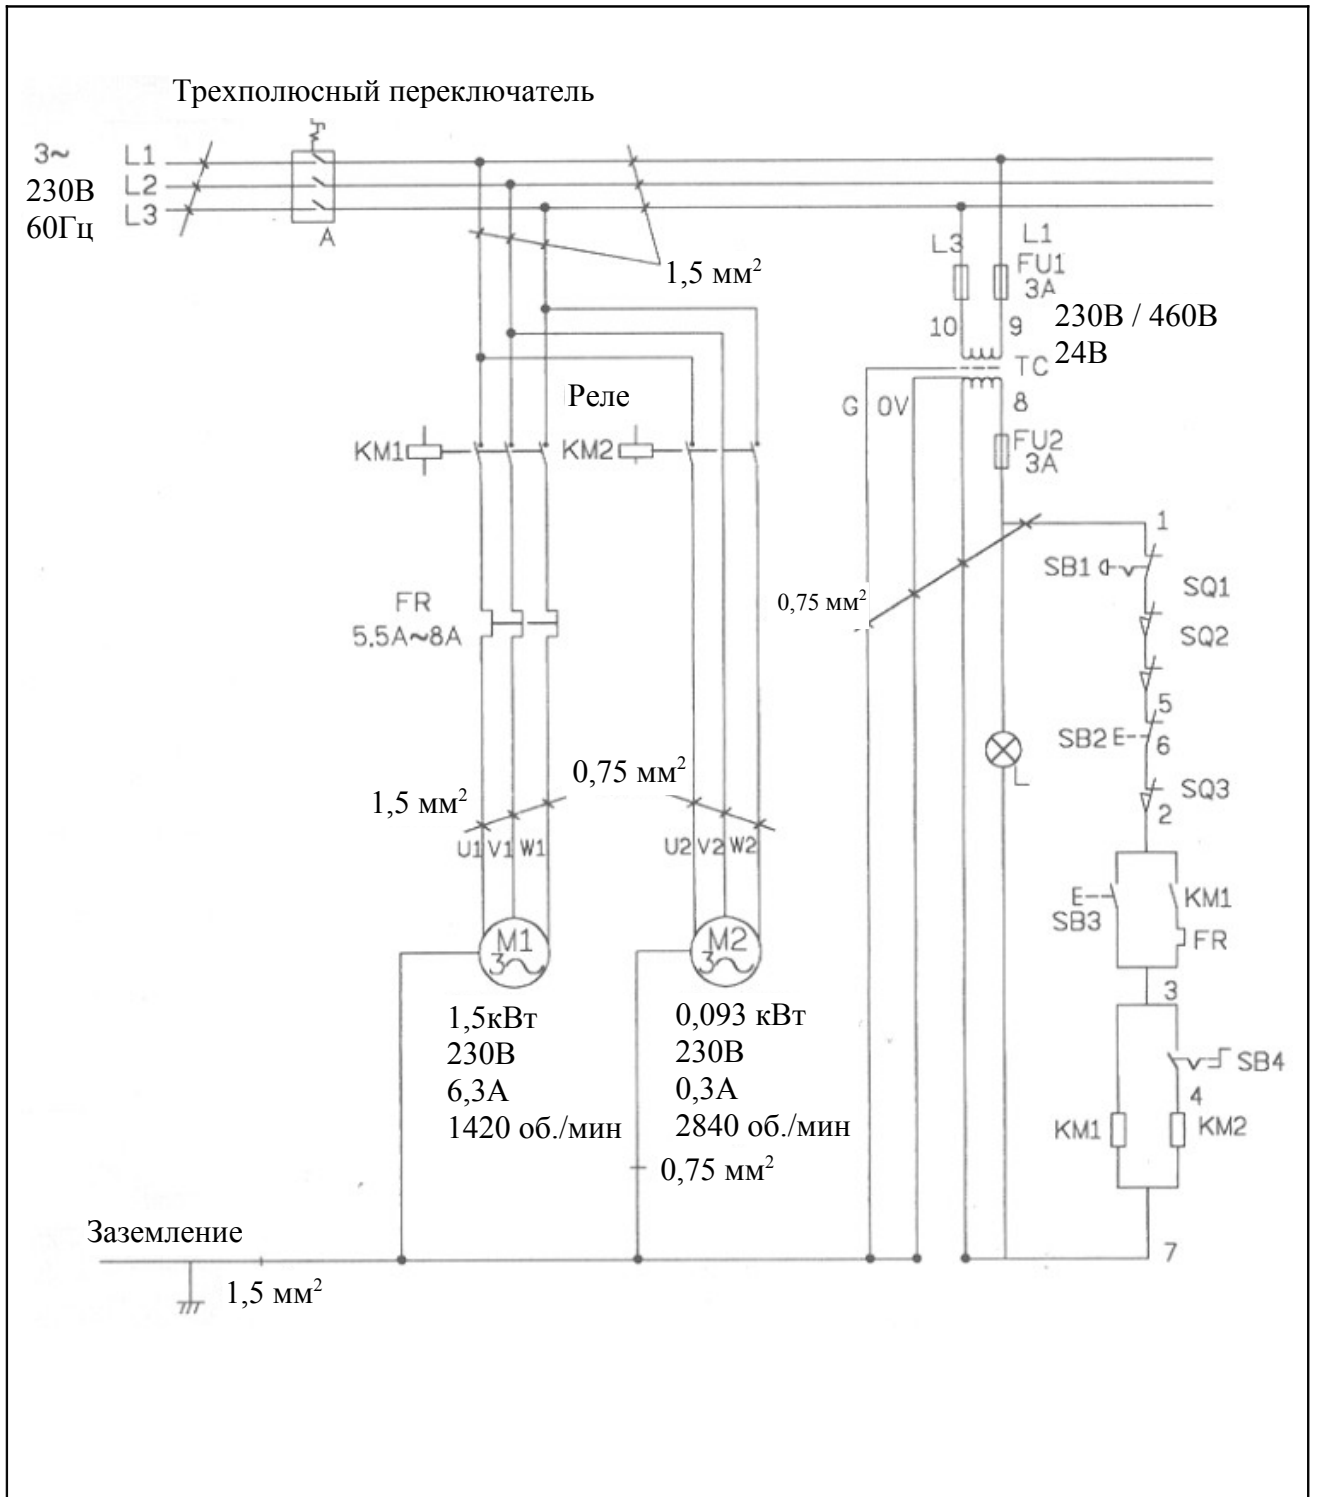 Трехполюсный переключатель
3~ L1
230В L2
60Гц L3
A
1,5 мм²
L3 L1
FU1
3A
10 9 230В / 460В
24В
TC
G 0V 8
Реле
KM1 KM2
FU2
3A
1
SB1 SQ1
0,75 мм²
SQ2
FR
5.5A~8A
5
SB2 6
L
0,75 мм²
1,5 мм²
SQ3
2
U1 V1 W1 U2 V2 W2
KM1
SB3
FR
M1 M2
3 3
3
1,5кВт 0,093 кВт
230В 230В
6,3А 0,3А
1420 об./мин 2840 об./мин
SB4
4
KM1 KM2
0,75 мм²
Заземление
7
1,5 мм²